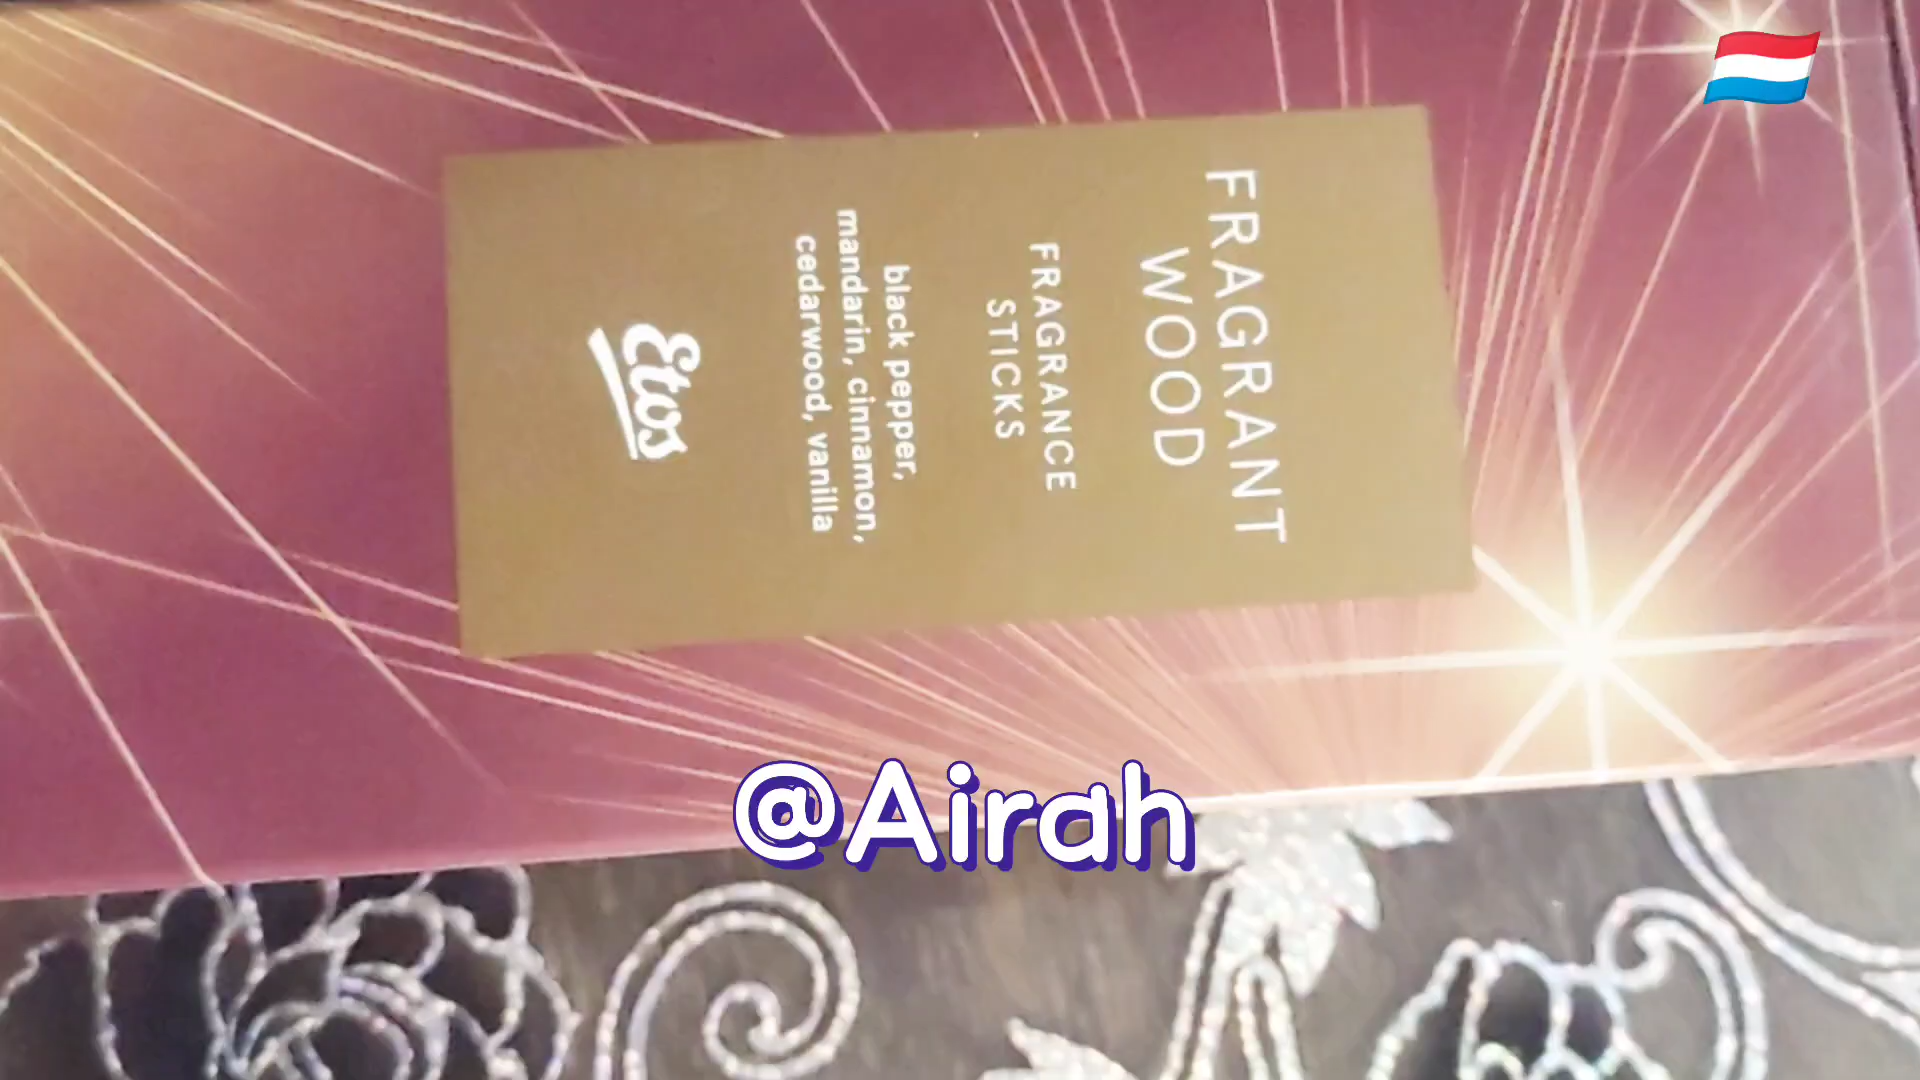 FRAGRANT
WOOD
FRAGRANCE
STICKS
black pepper,
mandarin, cinnamon,
cedarwood, vanilla
Etos
@Airah